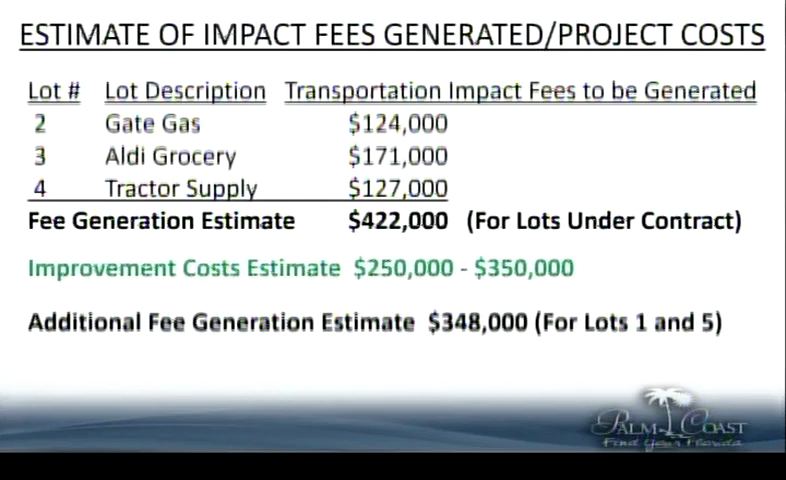 ESTIMATE OF IMPACT FEES GENERATED/PROJECT COSTS
Lot # Lot Description Transportation Impact Fees to be Generated
2 Gate Gas $124,000
3 Aldi Grocery $171,000
4 Tractor Supply $127,000
Fee Generation Estimate $422,000 (For Lots Under Contract)
Improvement Costs Estimate $250,000 - $350,000
Additional Fee Generation Estimate $348,000 (For Lots 1 and 5)
PALM COAST
Find Your Florida